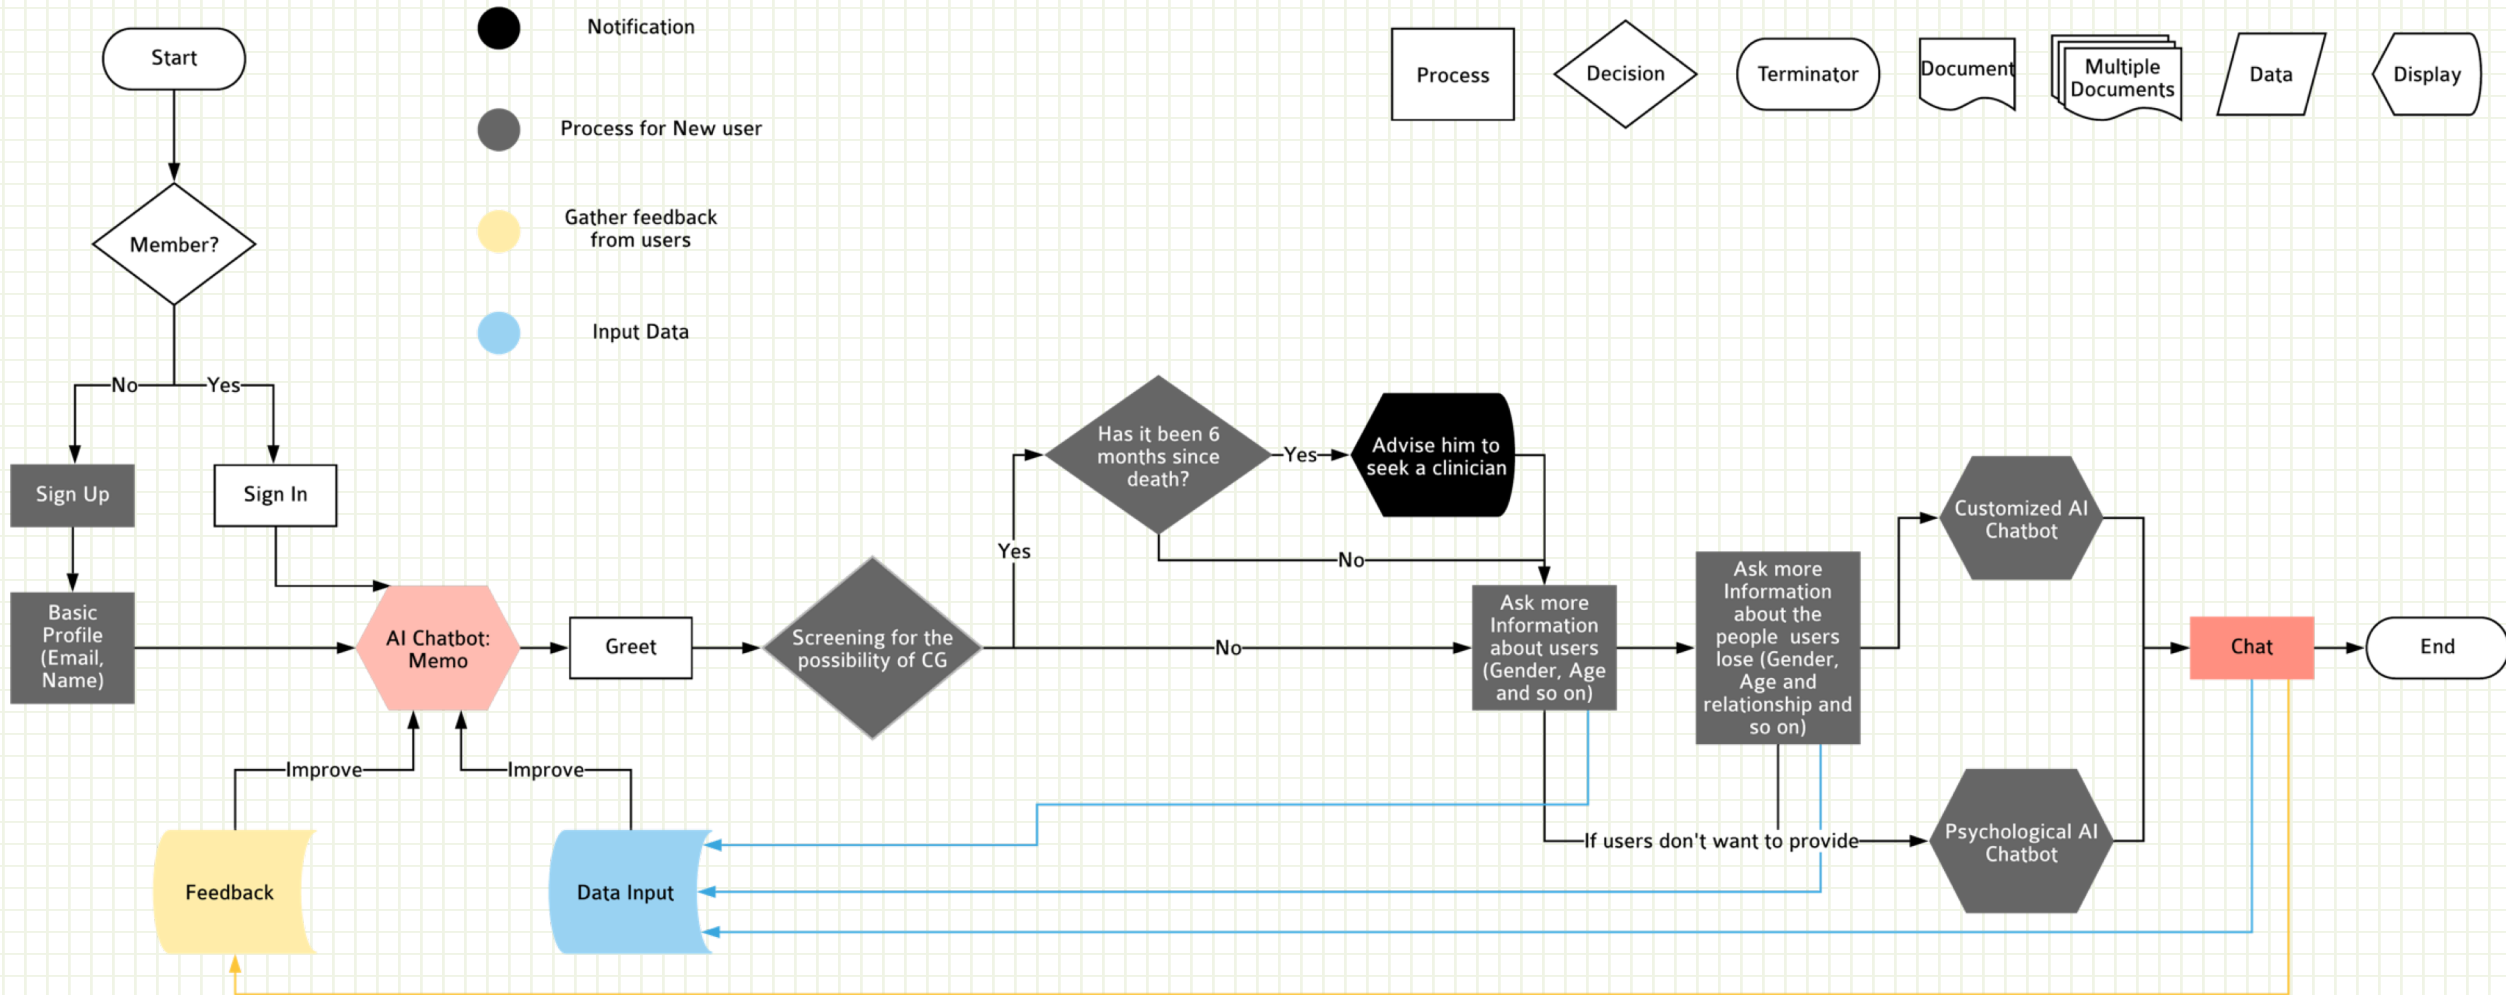 Start
Notification
Process for New user
Gather feedback
from users
Input Data
Process
Decision
Terminator
Document
Multiple
Documents
Data
Display
Member?
No
Yes
Sign Up
Sign In
Basic
Profile
(Email,
Name)
AI Chatbot:
Memo
Greet
Screening for the
possibility of CG
Yes
No
Has it been 6
months since
death?
Yes
No
Advise him to
seek a clinician
Ask more
Information
about users
(Gender, Age
and so on)
Ask more
Information
about the
people users
lose (Gender,
Age and
relationship and
so on)
If users don't want to provide
Customized AI
Chatbot
Psychological AI
Chatbot
Chat
End
Improve
Improve
Feedback
Data Input